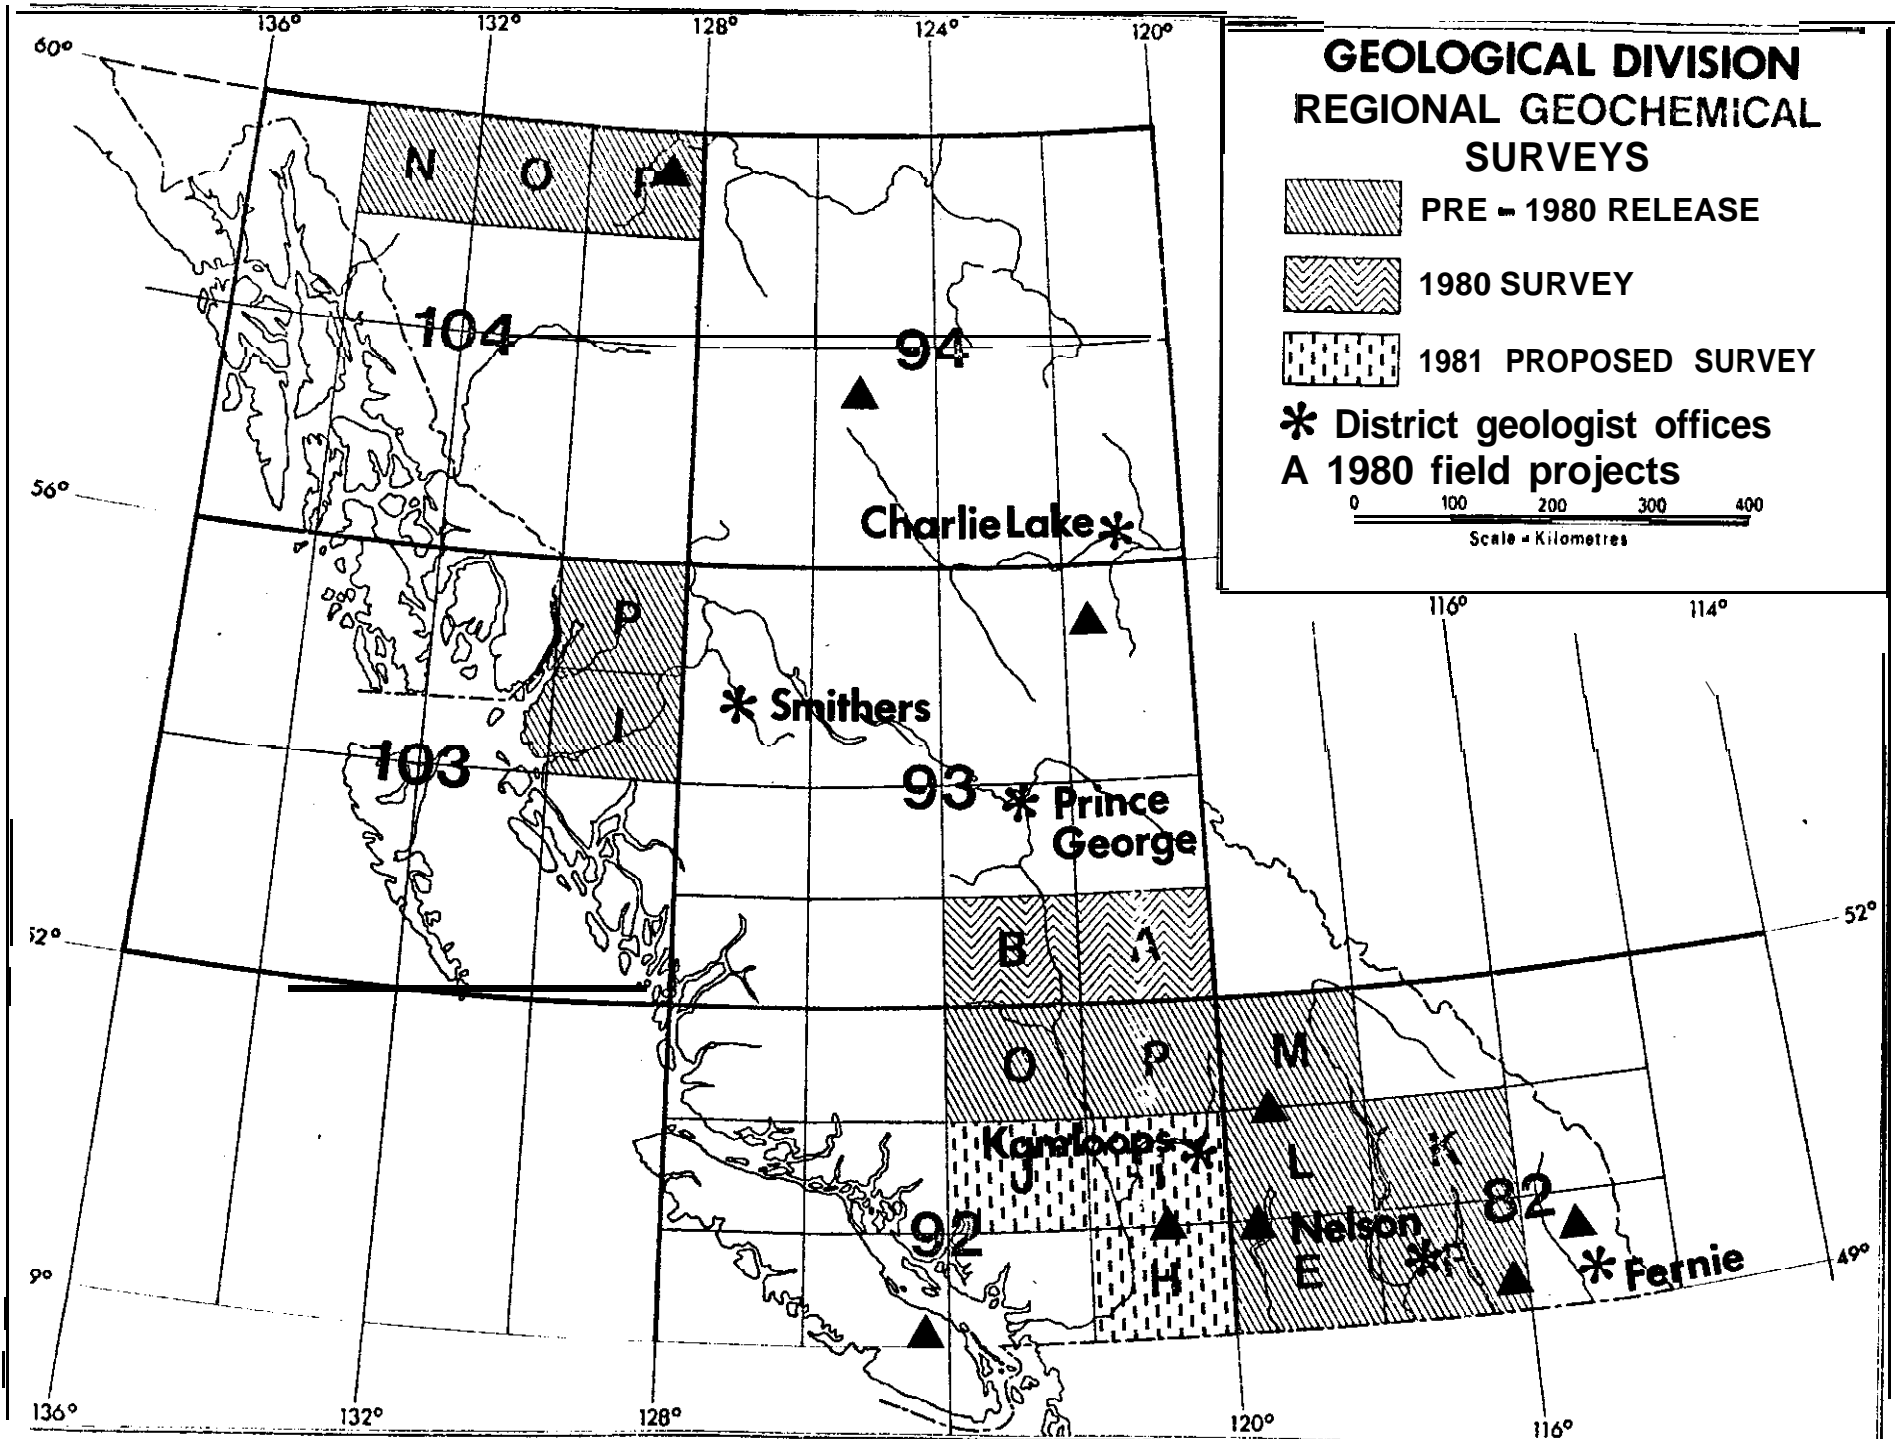 136° 132° 128° 124° 120°
60°
GEOLOGICAL DIVISION
REGIONAL GEOCHEMICAL
SURVEYS
PRE - 1980 RELEASE
1980 SURVEY
1981 PROPOSED SURVEY
District geologist offices
A 1980 field projects
0 100 200 300 400
Scale - Kilometres
N O P
104 94
56°
Charlie Lake
116° 114°
P
Smithers
I
103 93
Prince
George
52°
2°
B A
O P M
Kamloops
J I L K
82
92
Nelson
H E F
Fernie
9°
49°
136° 132° 128° 120° 116°